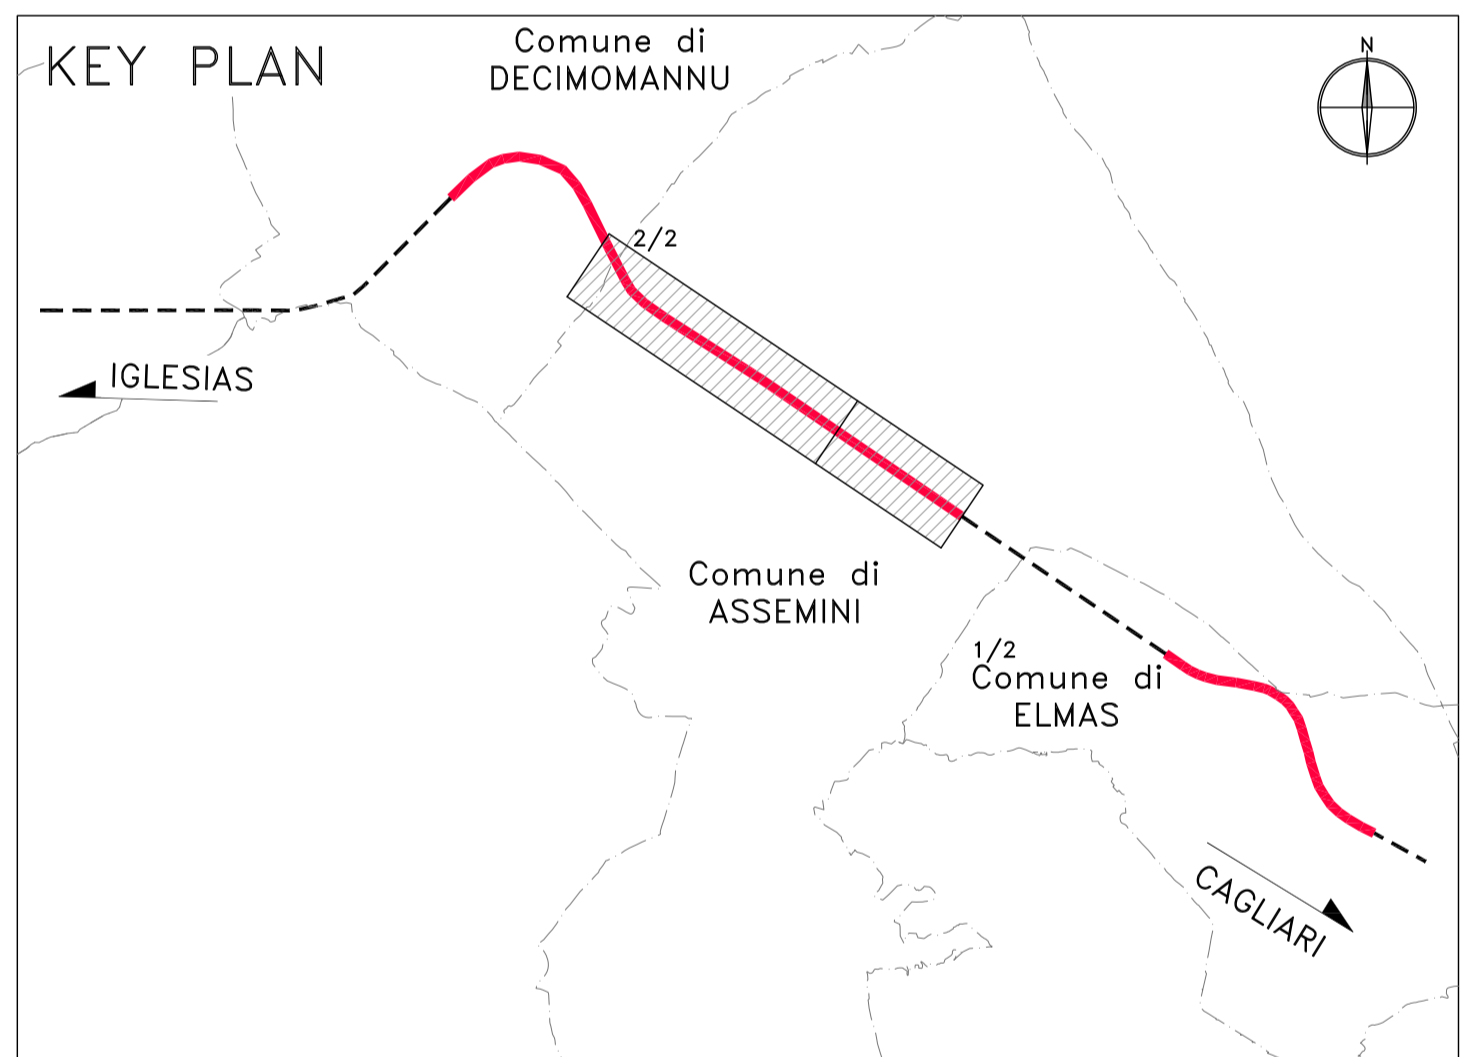 KEY PLAN
Comune di
DECIMOMANNU
N
2/2
IGLESIAS
Comune di
ASSEMINI
1/2
Comune di
ELMAS
CAGLIARI